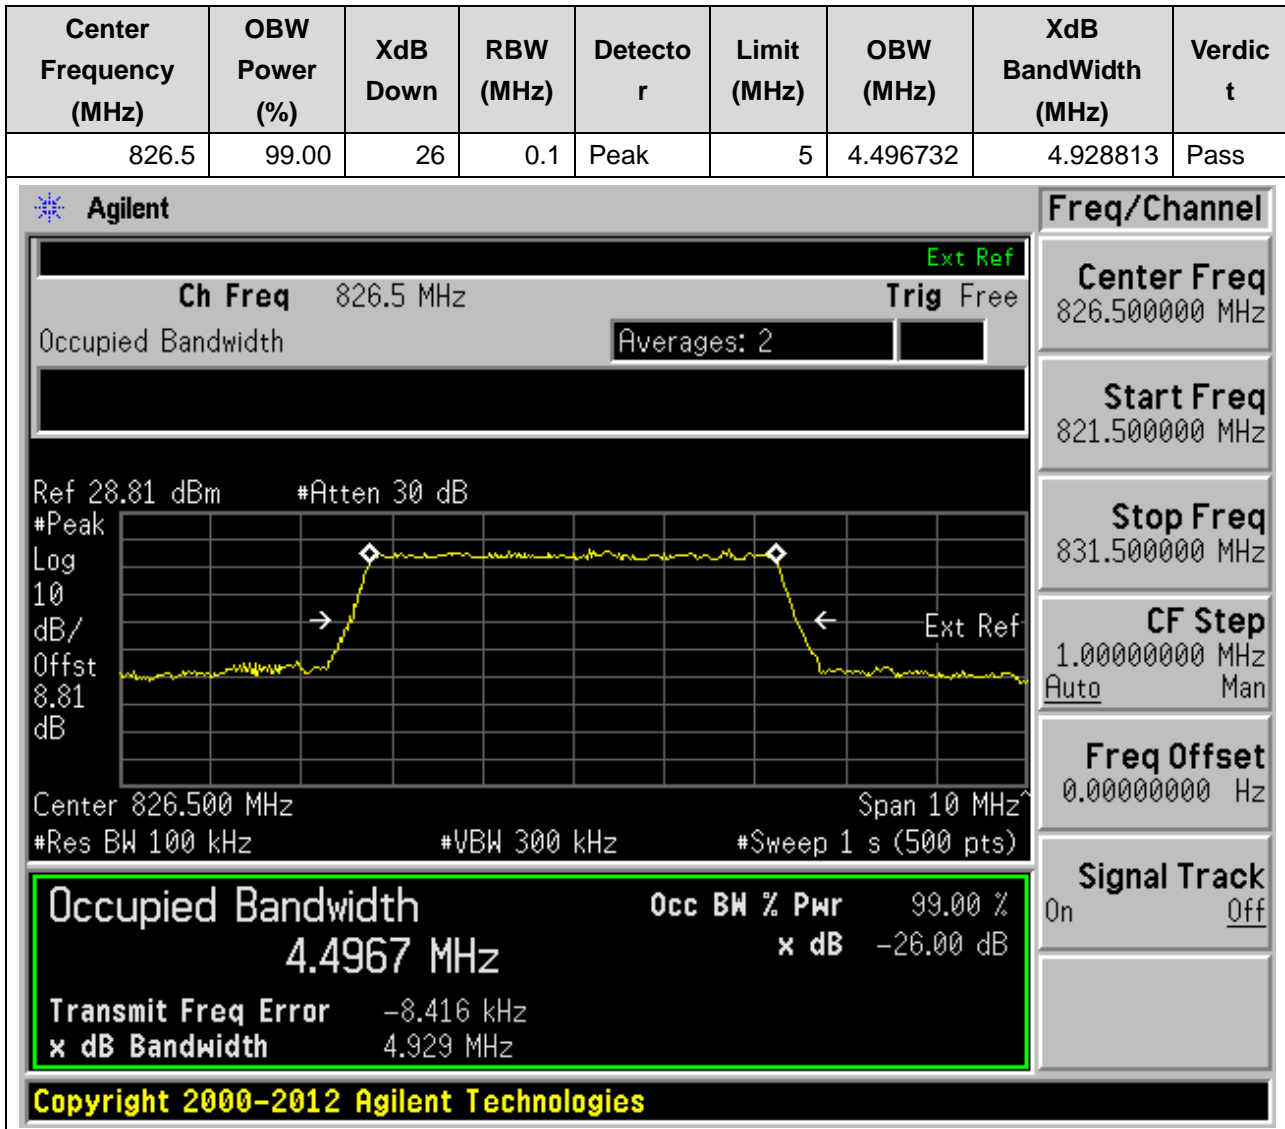 Center Frequency (MHz) OBW Power (%) XdB Down RBW (MHz) Detecto r Limit (MHz) OBW (MHz) XdB BandWidth (MHz) Verdic t
826.5 99.00 26 0.1 Peak 5 4.496732 4.928813 Pass
Agilent
Ext Ref
Ch Freq 826.5 MHz Trig Free
Occupied Bandwidth Averages: 2
Ref 28.81 dBm #Atten 30 dB
#Peak
Log
10
dB/
Offst
8.81
dB
Ext Ref
Center 826.500 MHz Span 10 MHz^
#Res BW 100 kHz #VBW 300 kHz #Sweep 1 s (500 pts)
Occupied Bandwidth Occ BW % Pwr 99.00 %
4.4967 MHz x dB -26.00 dB
Transmit Freq Error -8.416 kHz
x dB Bandwidth 4.929 MHz
Freq/Channel
Center Freq
826.500000 MHz
Start Freq
821.500000 MHz
Stop Freq
831.500000 MHz
CF Step
1.00000000 MHz
Auto Man
Freq Offset
0.00000000 Hz
Signal Track
On Off
Copyright 2000-2012 Agilent Technologies